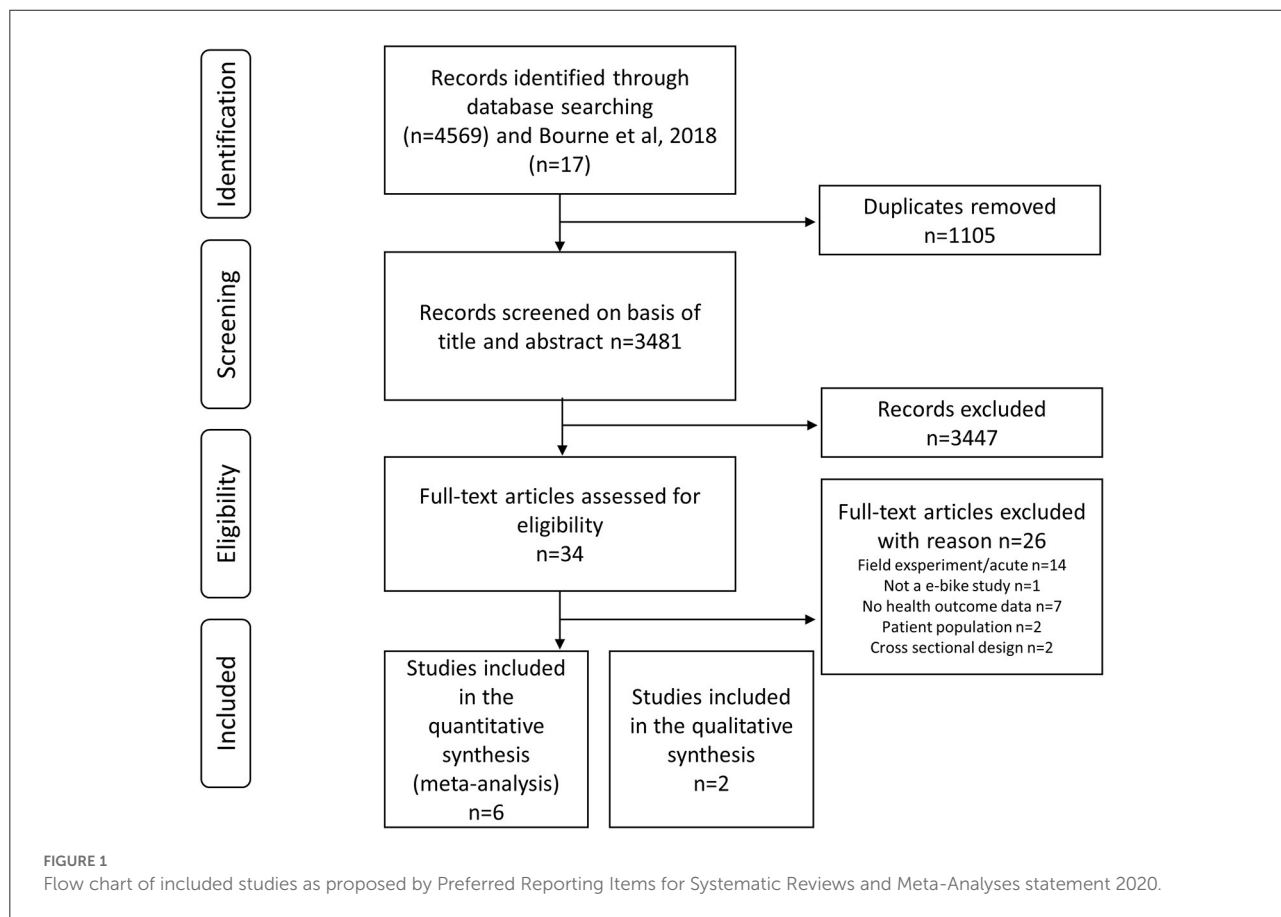 Identification
Records identified through
database searching
(n=4569) and Bourne et al, 2018
(n=17)
Duplicates removed
n=1105
Screening
Records screened on basis of
title and abstract n=3481
Records excluded
n=3447
Eligibility
Full-text articles assessed for
eligibility
n=34
Full-text articles excluded
with reason n=26
Field exsperiment/acute n=14
Not a e-bike study n=1
No health outcome data n=7
Patient population n=2
Cross sectional design n=2
Included
Studies included
in the
quantitative
synthesis
(meta-analysis)
n=6
Studies included
in the qualitative
synthesis
n=2
FIGURE 1
Flow chart of included studies as proposed by Preferred Reporting Items for Systematic Reviews and Meta-Analyses statement 2020.